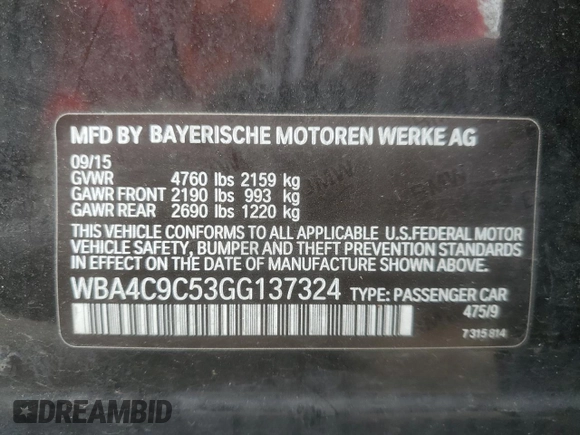 MFD BY BAYERISCHE MOTOREN WERKE AG
09/15
GVWR 4760 lbs 2159 kg
GAWR FRONT 2190 lbs 993 kg
GAWR REAR 2690 lbs 1220 kg
THIS VEHICLE CONFORMS TO ALL APPLICABLE U.S. FEDERAL MOTOR
VEHICLE SAFETY, BUMPER AND THEFT PREVENTION STANDARDS
IN EFFECT ON THE DATE OF MANUFACTURE SHOWN ABOVE.
WBA4C9C53GG137324 TYPE: PASSENGER CAR
475/9
7 315 814
DREAMBID